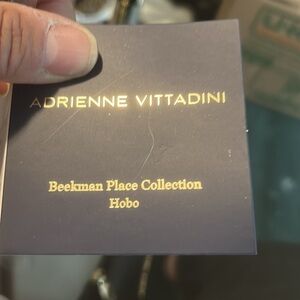 ADRIENNE VITTADINI
Beekman Place Collection
Hobo